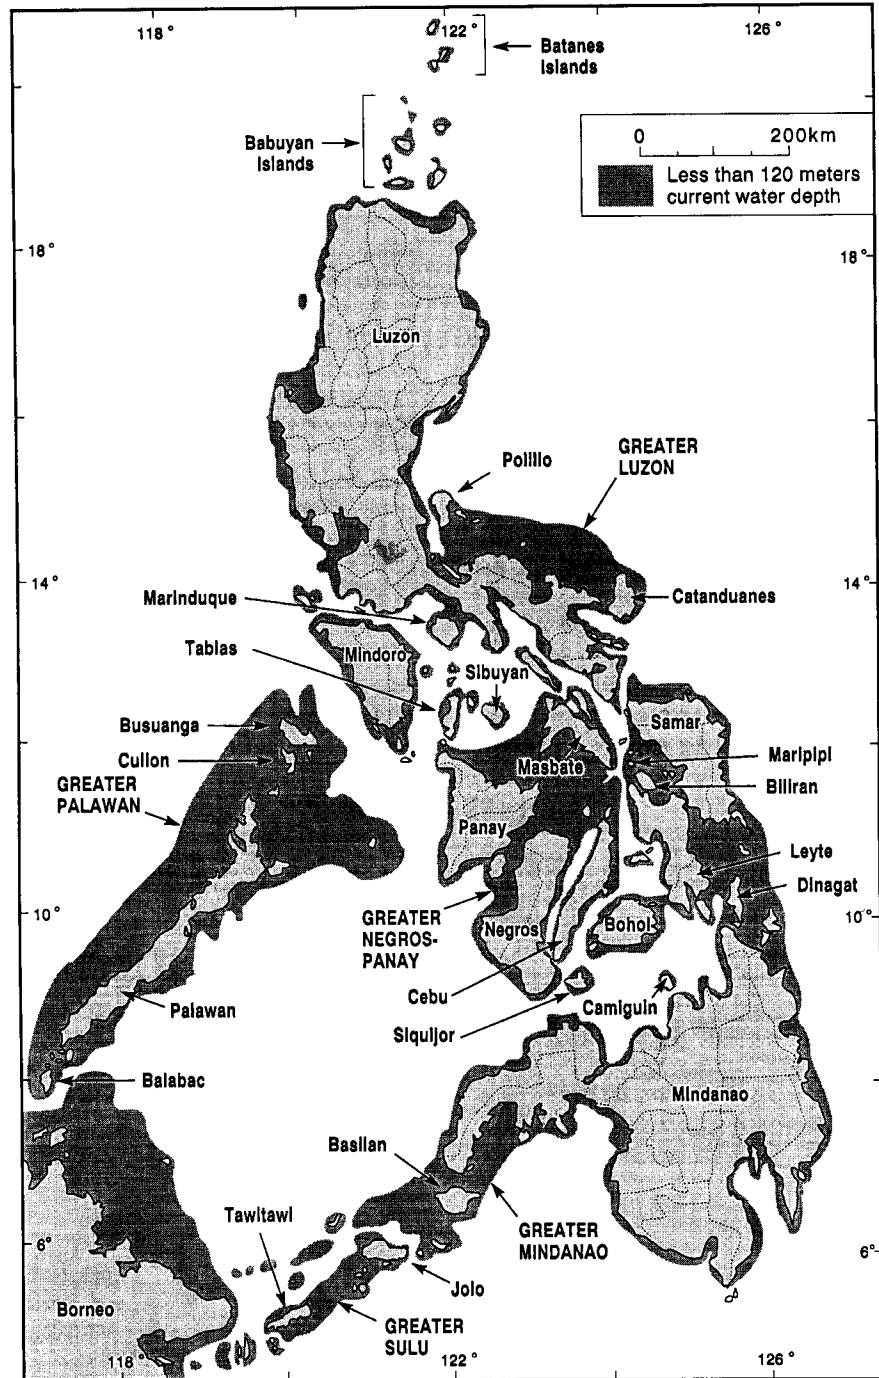 118°
122°
126°
Batanes
Islands
Babuyan
Islands
0 200km
Less than 120 meters
current water depth
18°
18°
Luzon
Polillo
GREATER
LUZON
14°
14°
Marinduque
Catanduanes
Tablas
Mindoro
Sibuyan
Busuanga
Samar
Culion
Masbate
Maripipi
GREATER
PALAWAN
Biliran
Panay
Leyte
Dinagat
10°
10°
GREATER
NEGROS-
PANAY
Negros
Bohol
Cebu
Palawan
Camiguin
Siquijor
Balabac
Mindanao
Basilan
Tawitawi
GREATER
MINDANAO
6°
6°
Jolo
Borneo
GREATER
SULU
118°
122°
126°